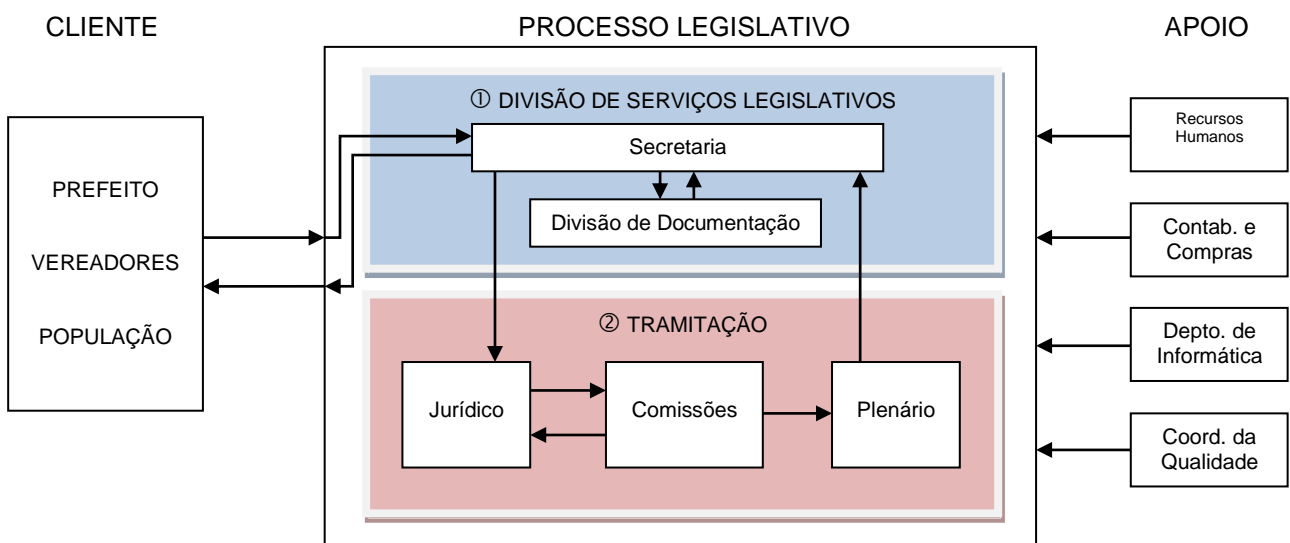 CLIENTE
PROCESSO LEGISLATIVO
APOIO
① DIVISÃO DE SERVIÇOS LEGISLATIVOS
Secretaria
Divisão de Documentação
PREFEITO
VEREADORES
POPULAÇÃO
② TRAMITAÇÃO
Jurídico
Comissões
Plenário
Recursos
Humanos
Contab. e
Compras
Depto. de
Informática
Coord. da
Qualidade